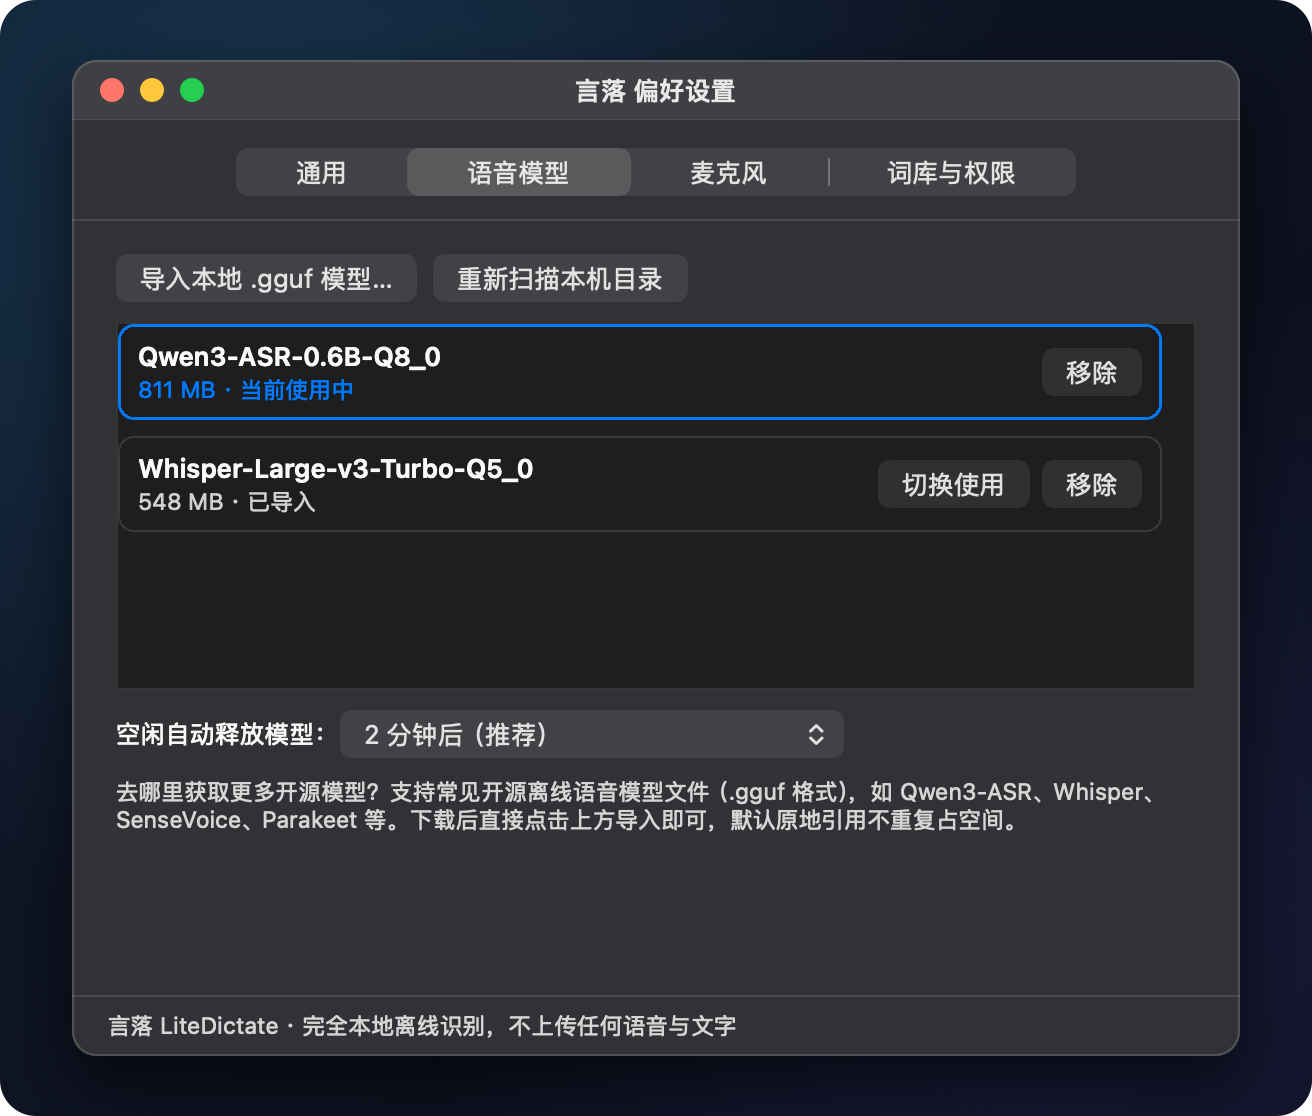 言落 偏好设置
通用
语音模型
麦克风
词库与权限
导入本地 .gguf 模型...
重新扫描本机目录
Qwen3-ASR-0.6B-Q8_0
811 MB · 当前使用中
移除
Whisper-Large-v3-Turbo-Q5_0
548 MB · 已导入
切换使用
移除
空闲自动释放模型：
2 分钟后（推荐）
去哪里获取更多开源模型？支持常见开源离线语音模型文件（.gguf 格式），如 Qwen3-ASR、Whisper、
SenseVoice、Parakeet 等。下载后直接点击上方导入即可，默认原地引用不重复占空间。
言落 LiteDictate · 完全本地离线识别，不上传任何语音与文字